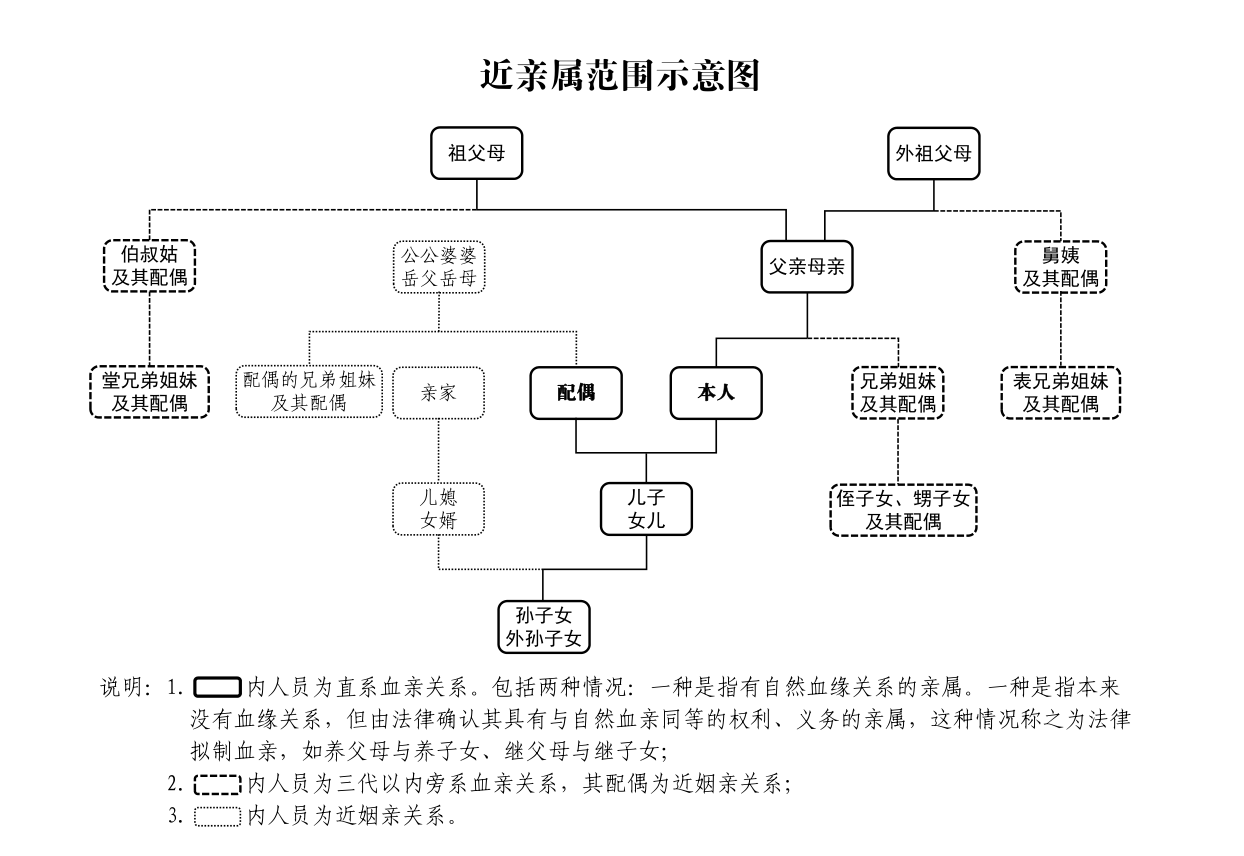 近亲属范围示意图
祖父母
外祖父母
伯叔姑
及其配偶
公公婆婆
岳父岳母
父亲母亲
舅姨
及其配偶
堂兄弟姐妹
及其配偶
配偶的兄弟姐妹
及其配偶
亲家
配偶
本人
兄弟姐妹
及其配偶
表兄弟姐妹
及其配偶
儿媳
女婿
儿子
女儿
侄子女、甥子女
及其配偶
孙子女
外孙子女
说明：1. 内人员为直系血亲关系。包括两种情况：一种是指有自然血缘关系的亲属。一种是指本来
没有血缘关系，但由法律确认其具有与自然血亲同等的权利、义务的亲属，这种情况称之为法律
拟制血亲，如养父母与养子女、继父母与继子女；
2. 内人员为三代以内旁系血亲关系，其配偶为近姻亲关系；
3. 内人员为近姻亲关系。